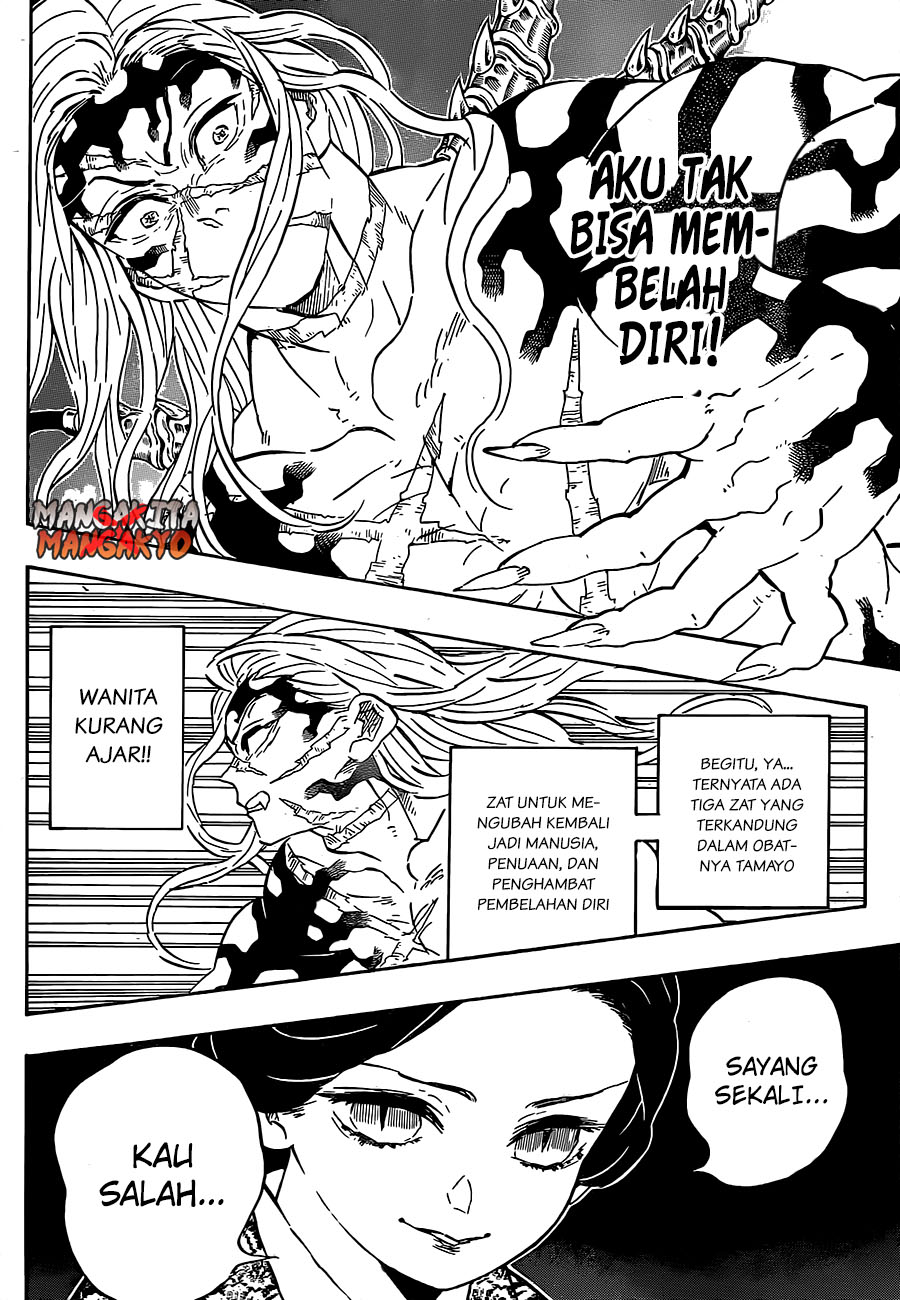 AKU TAK
BISA MEM-
BELAH
DIRI!
MANGAKITA
MANGAKYO
BEGITU, YA...
TERNYATA ADA
TIGA ZAT YANG
TERKANDUNG
DALAM OBAT-
NYA TAMAYO
ZAT UNTUK ME-
NGUBAH KEMBALI
JADI MANUSIA,
PENUAAN, DAN
PENGHAMBAT
PEMBELAHAN DIRI
WANITA
KURANG
AJAR!!
SAYANG
SEKALI...
KAU
SALAH...